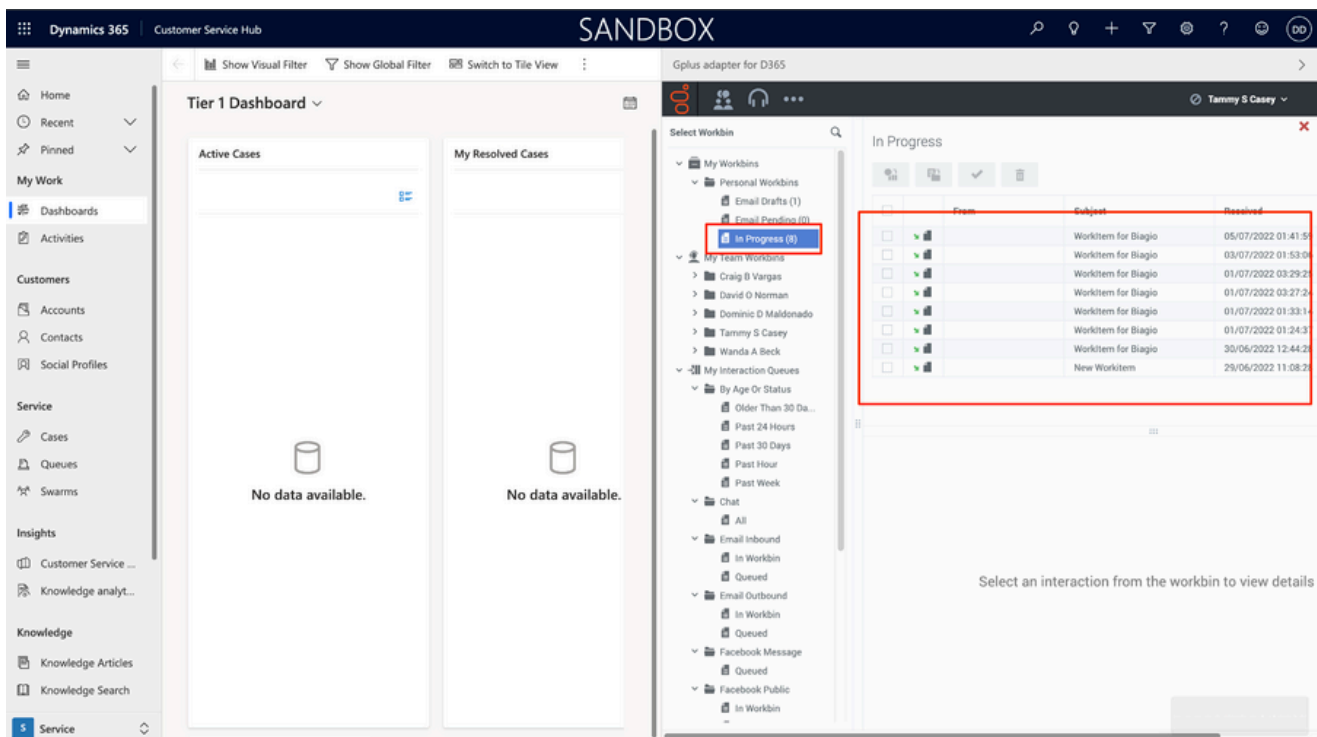 Dynamics 365
Customer Service Hub
SANDBOX
DD
Show Visual Filter
Show Global Filter
Switch to Tile View
Gplus adapter for D365
Home
Recent
Pinned
My Work
Dashboards
Activities
Customers
Accounts
Contacts
Social Profiles
Service
Cases
Queues
Swarms
Insights
Customer Service ...
Knowledge analyt...
Knowledge
Knowledge Articles
Knowledge Search
S Service
Tier 1 Dashboard
Active Cases
No data available.
My Resolved Cases
No data available.
Tammy S Casey
Select Workbin
My Workbins
Personal Workbins
Email Drafts (1)
Email Pending (0)
In Progress (8)
My Team Workbins
Craig B Vargas
David O Norman
Dominic D Maldonado
Tammy S Casey
Wanda A Beck
My Interaction Queues
By Age Or Status
Older Than 30 Da...
Past 24 Hours
Past 30 Days
Past Hour
Past Week
Chat
All
Email Inbound
In Workbin
Queued
Email Outbound
In Workbin
Queued
Facebook Message
Queued
Facebook Public
In Workbin
In Progress
From Subject Received
WorkItem for Biagio 05/07/2022 01:41:59
WorkItem for Biagio 03/07/2022 01:53:06
WorkItem for Biagio 01/07/2022 03:29:25
WorkItem for Biagio 01/07/2022 03:27:24
WorkItem for Biagio 01/07/2022 01:33:14
WorkItem for Biagio 01/07/2022 01:24:37
WorkItem for Biagio 30/06/2022 12:44:28
New Workitem 29/06/2022 11:08:28
Select an interaction from the workbin to view details